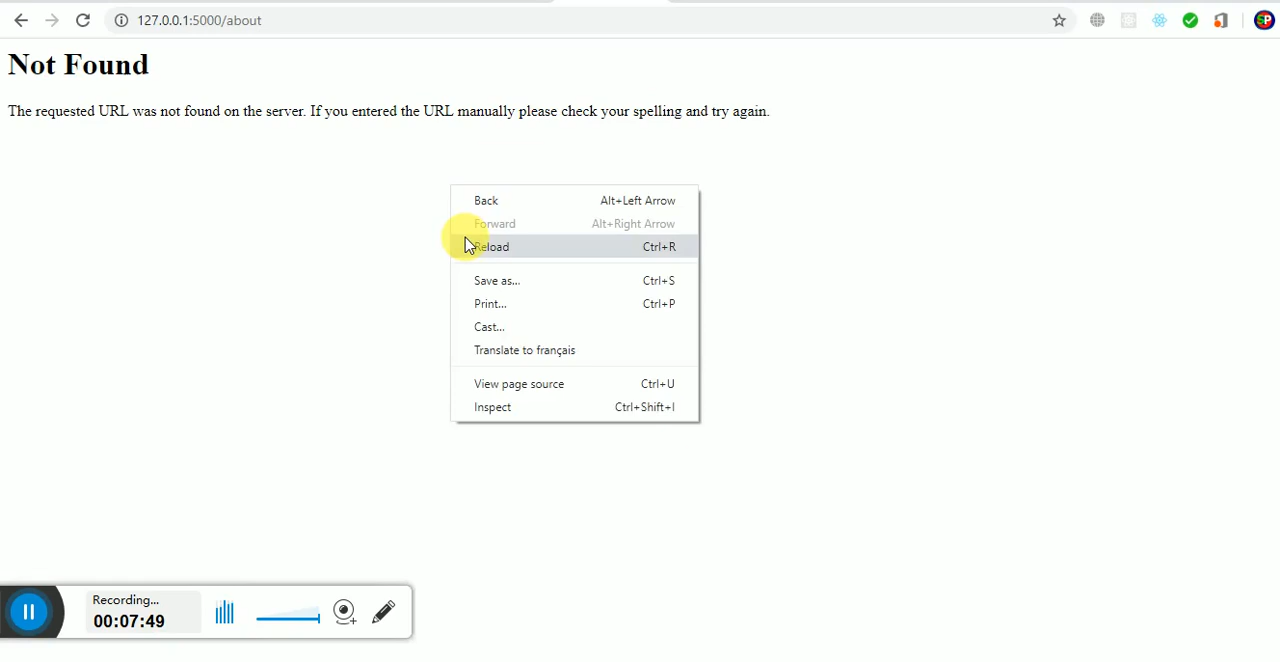 127.0.0.1:5000/about
SP
Not Found
The requested URL was not found on the server. If you entered the URL manually please check your spelling and try again.
Back Alt+Left Arrow
Forward Alt+Right Arrow
Reload Ctrl+R
Save as... Ctrl+S
Print... Ctrl+P
Cast...
Translate to français
View page source Ctrl+U
Inspect Ctrl+Shift+I
Recording...
00:07:49